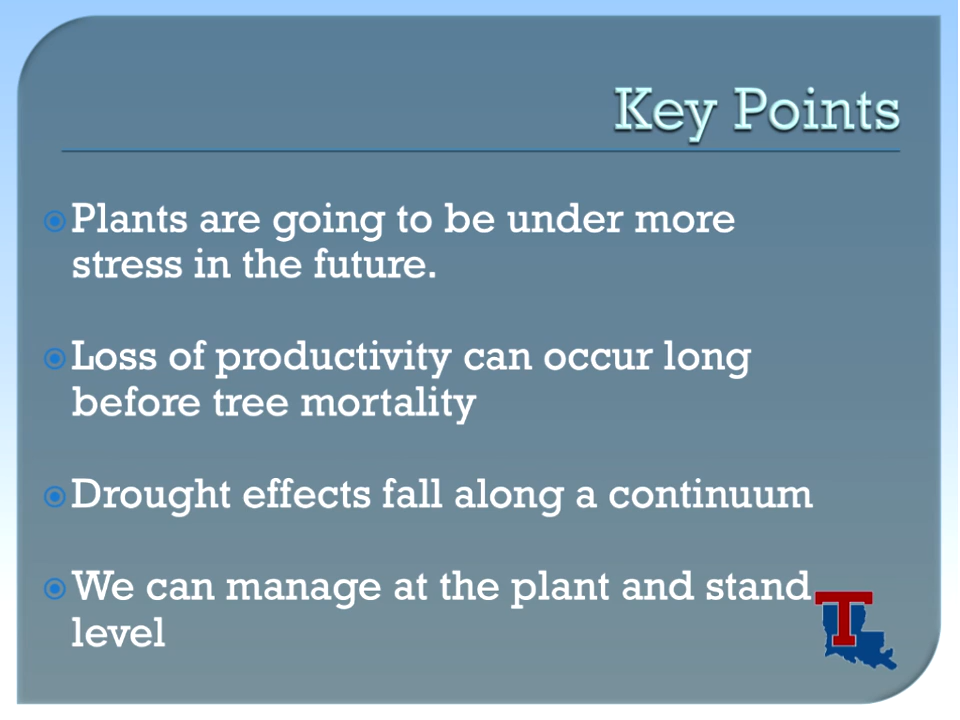 Key Points
Plants are going to be under more
stress in the future.
Loss of productivity can occur long
before tree mortality
Drought effects fall along a continuum
We can manage at the plant and stand
level
T